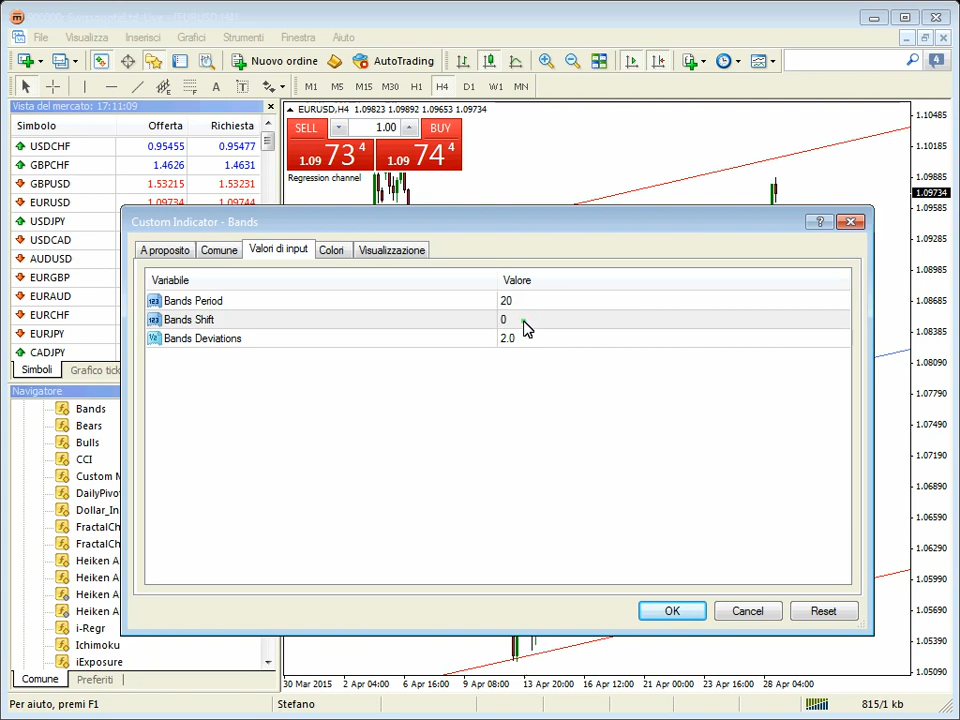 File Visualizza Inserisci Grafici Strumenti Finestra Aiuto
Nuovo ordine AutoTrading 4
A M1 M5 M15 M30 H1 H4 D1 W1 MN
Vista del mercato: 17:11:09
Simbolo Offerta Richiesta
USDCHF 0.95455 0.95477
GBPCHF 1.4626 1.4631
GBPUSD 1.53215 1.53231
EURUSD 1.09734 1.09744
USDJPY
USDCAD
AUDUSD
EURGBP
EURAUD
EURCHF
EURJPY
CADJPY
Simboli Grafico tick
Navigatore
Bands
Bears
Bulls
CCI
Custom M
DailyPivot
Dollar_In
FractalCh
FractalCh
Heiken A
Heiken A
Heiken A
Heiken A
i-Regr
Ichimoku
iExposure
Comune Preferiti
EURUSD,H4 1.09823 1.09892 1.09653 1.09734
SELL 1.00 BUY
1.09 73 4 1.09 74 4
Regression channel
Custom Indicator - Bands
A proposito Comune Valori di input Colori Visualizzazione
Variabile Valore
Bands Period 20
Bands Shift 0
Bands Deviations 2.0
OK Cancel Reset
1.10485
1.10185
1.09885
1.09734
1.09585
1.09285
1.08985
1.08685
1.08385
1.08090
1.07790
1.07490
1.07190
1.06890
1.06590
1.06290
1.05990
1.05690
1.05390
1.05090
30 Mar 2015 2 Apr 04:00 6 Apr 16:00 9 Apr 08:00 13 Apr 20:00 16 Apr 12:00 21 Apr 00:00 23 Apr 16:00 28 Apr 04:00
Per aiuto, premi F1 Stefano 815/1 kb